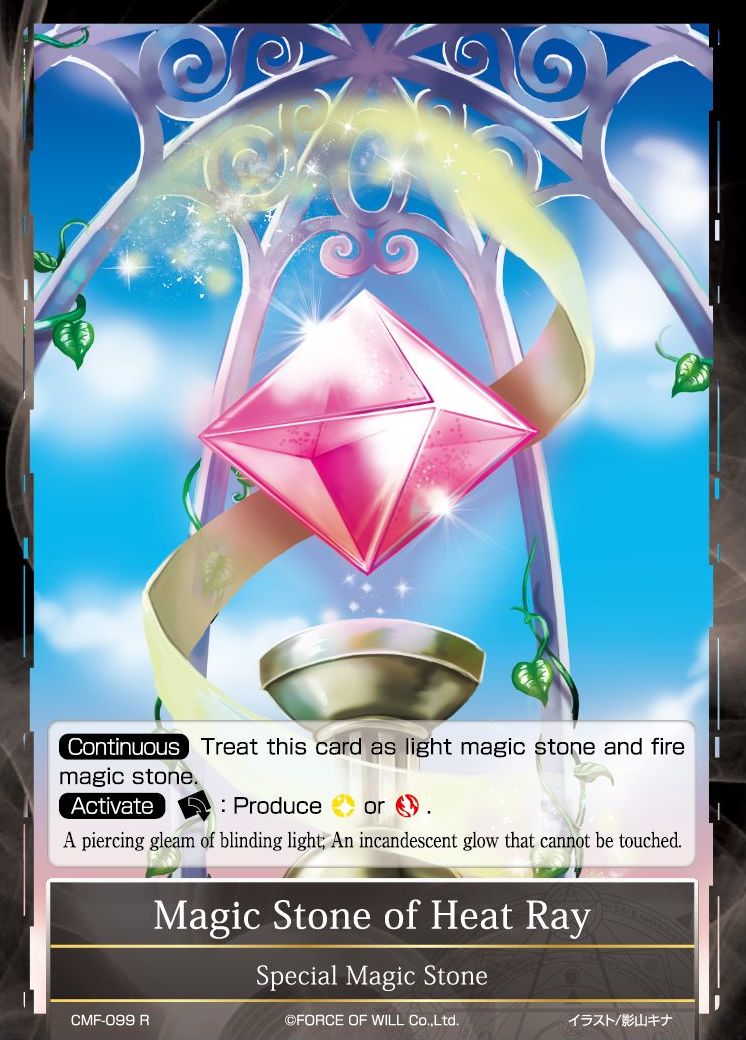 Continuous Treat this card as light magic stone and fire
magic stone.
Activate : Produce or .
A piercing gleam of blinding light; An incandescent glow that cannot be touched.
Magic Stone of Heat Ray
Special Magic Stone
CMF-099 R ©FORCE OF WILL Co.,Ltd. イラスト/影山キナ